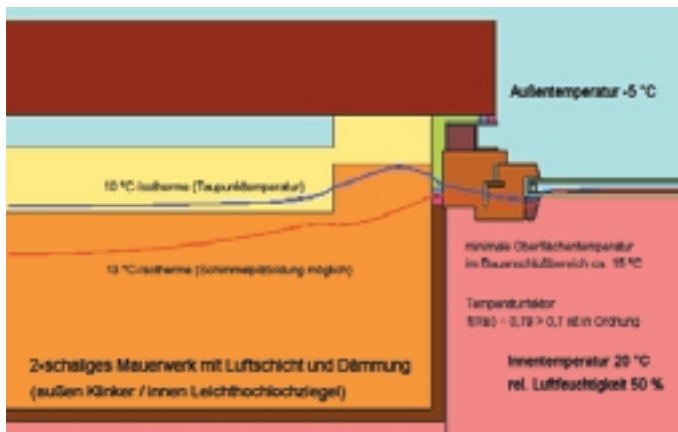 Außentemperatur -5 °C
10 °C-Isotherme (Taupunkttemperatur)
13 °C-Isotherme (Schimmelpilzbildung möglich)
minimale Oberflächentemperatur
im Bauanschlußbereich ca. 15 °C
Temperaturfaktor
f(Rsi) = 0,79 > 0,7 ist in Ordnung
2-schaliges Mauerwerk mit Luftschicht und Dämmung
(außen Klinker / innen Leichthochlochziegel)
Innentemperatur 20 °C
rel. Luftfeuchtigkeit 50 %